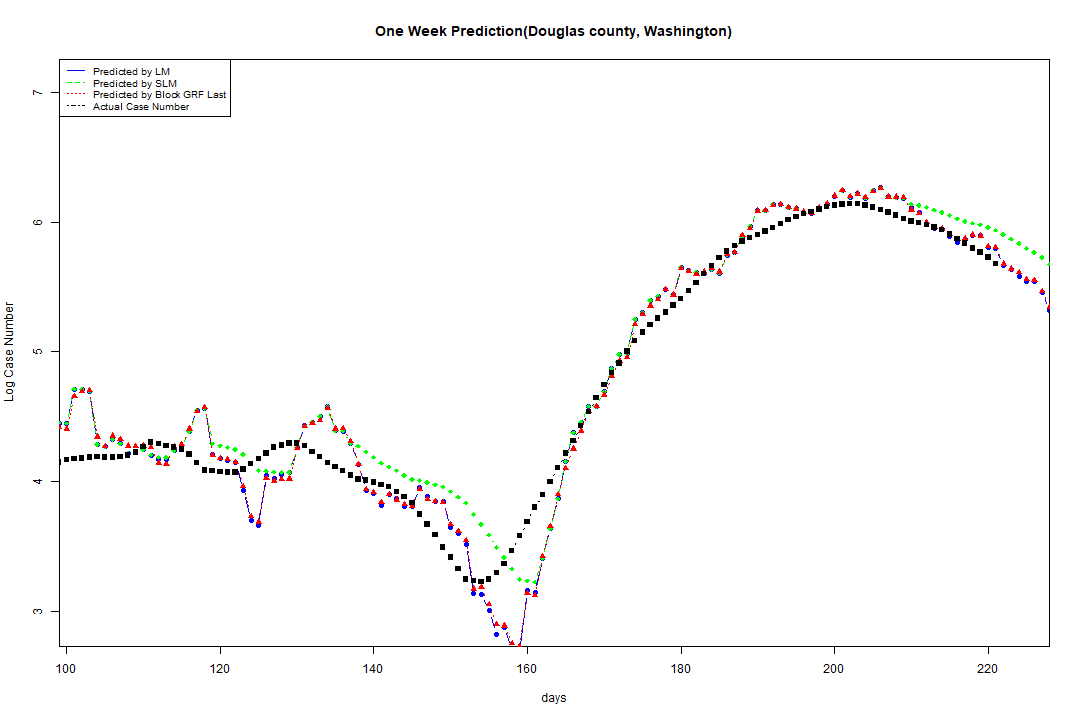 One Week Prediction(Douglas county, Washington)
Predicted by LM
Predicted by SLM
Predicted by Block GRF Last
Actual Case Number
7
6
5
4
3
Log Case Number
100 120 140 160 180 200 220
days